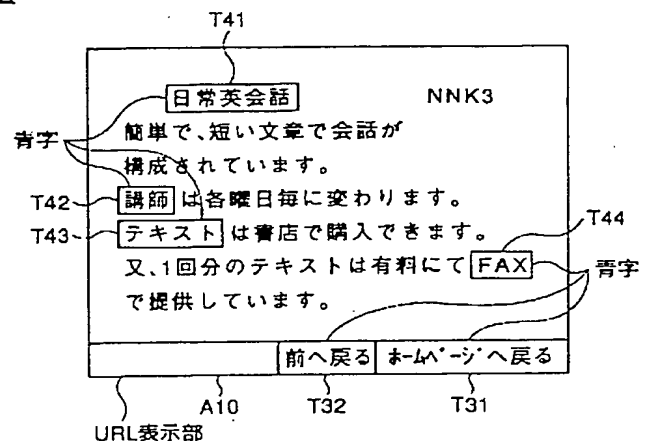 T41
日常英会話 NNK3
青字
簡単で、短い文章で会話が
構成されています。
T42 講師は各曜日毎に変わります。
T43 テキストは書店で購入できます。
T44
又、1回分のテキストは有料にてFAX
青字
で提供しています。
前へ戻る ホームページへ戻る
A10 T32 T31
URL表示部